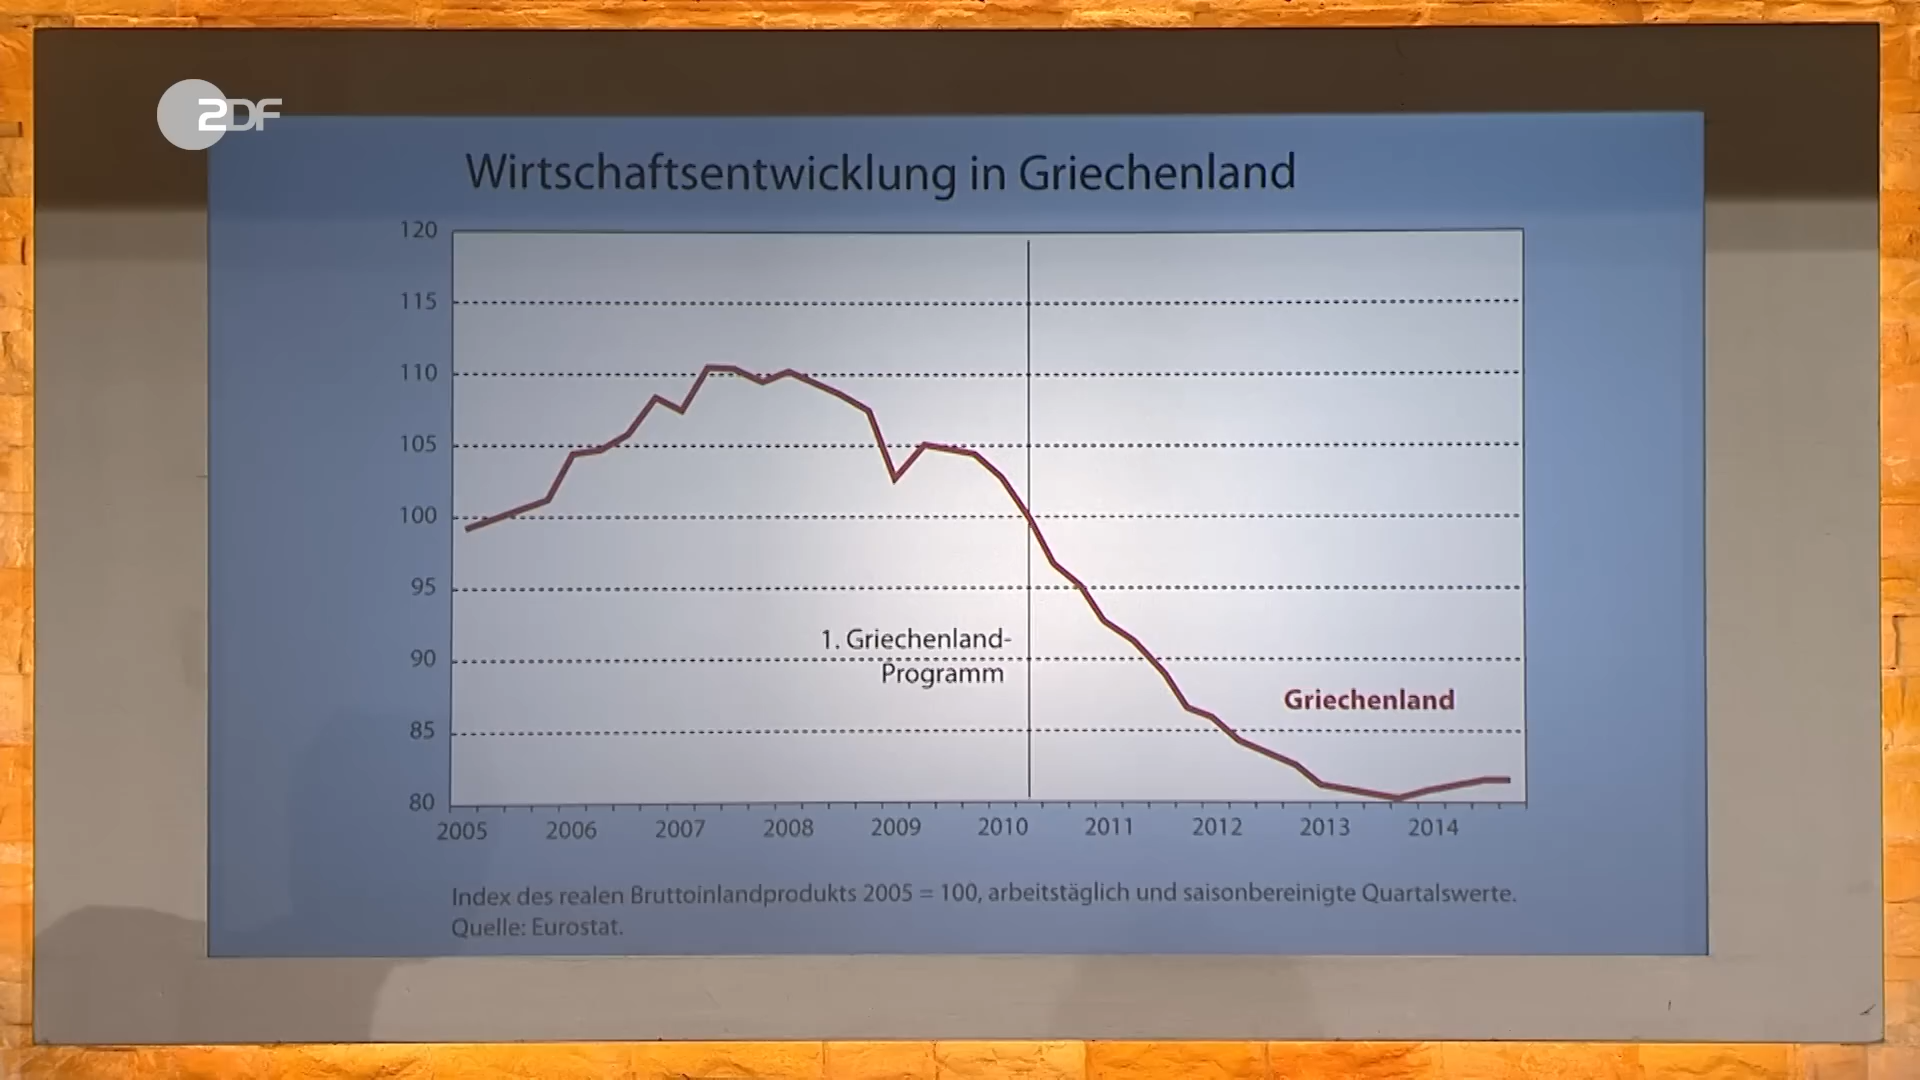 ZDF
Wirtschaftsentwicklung in Griechenland
120
115
110
105
100
95
90
85
80
1. Griechenland-
Programm
Griechenland
2005 2006 2007 2008 2009 2010 2011 2012 2013 2014
Index des realen Bruttoinlandprodukts 2005 = 100, arbeitstäglich und saisonbereinigte Quartalswerte.
Quelle: Eurostat.